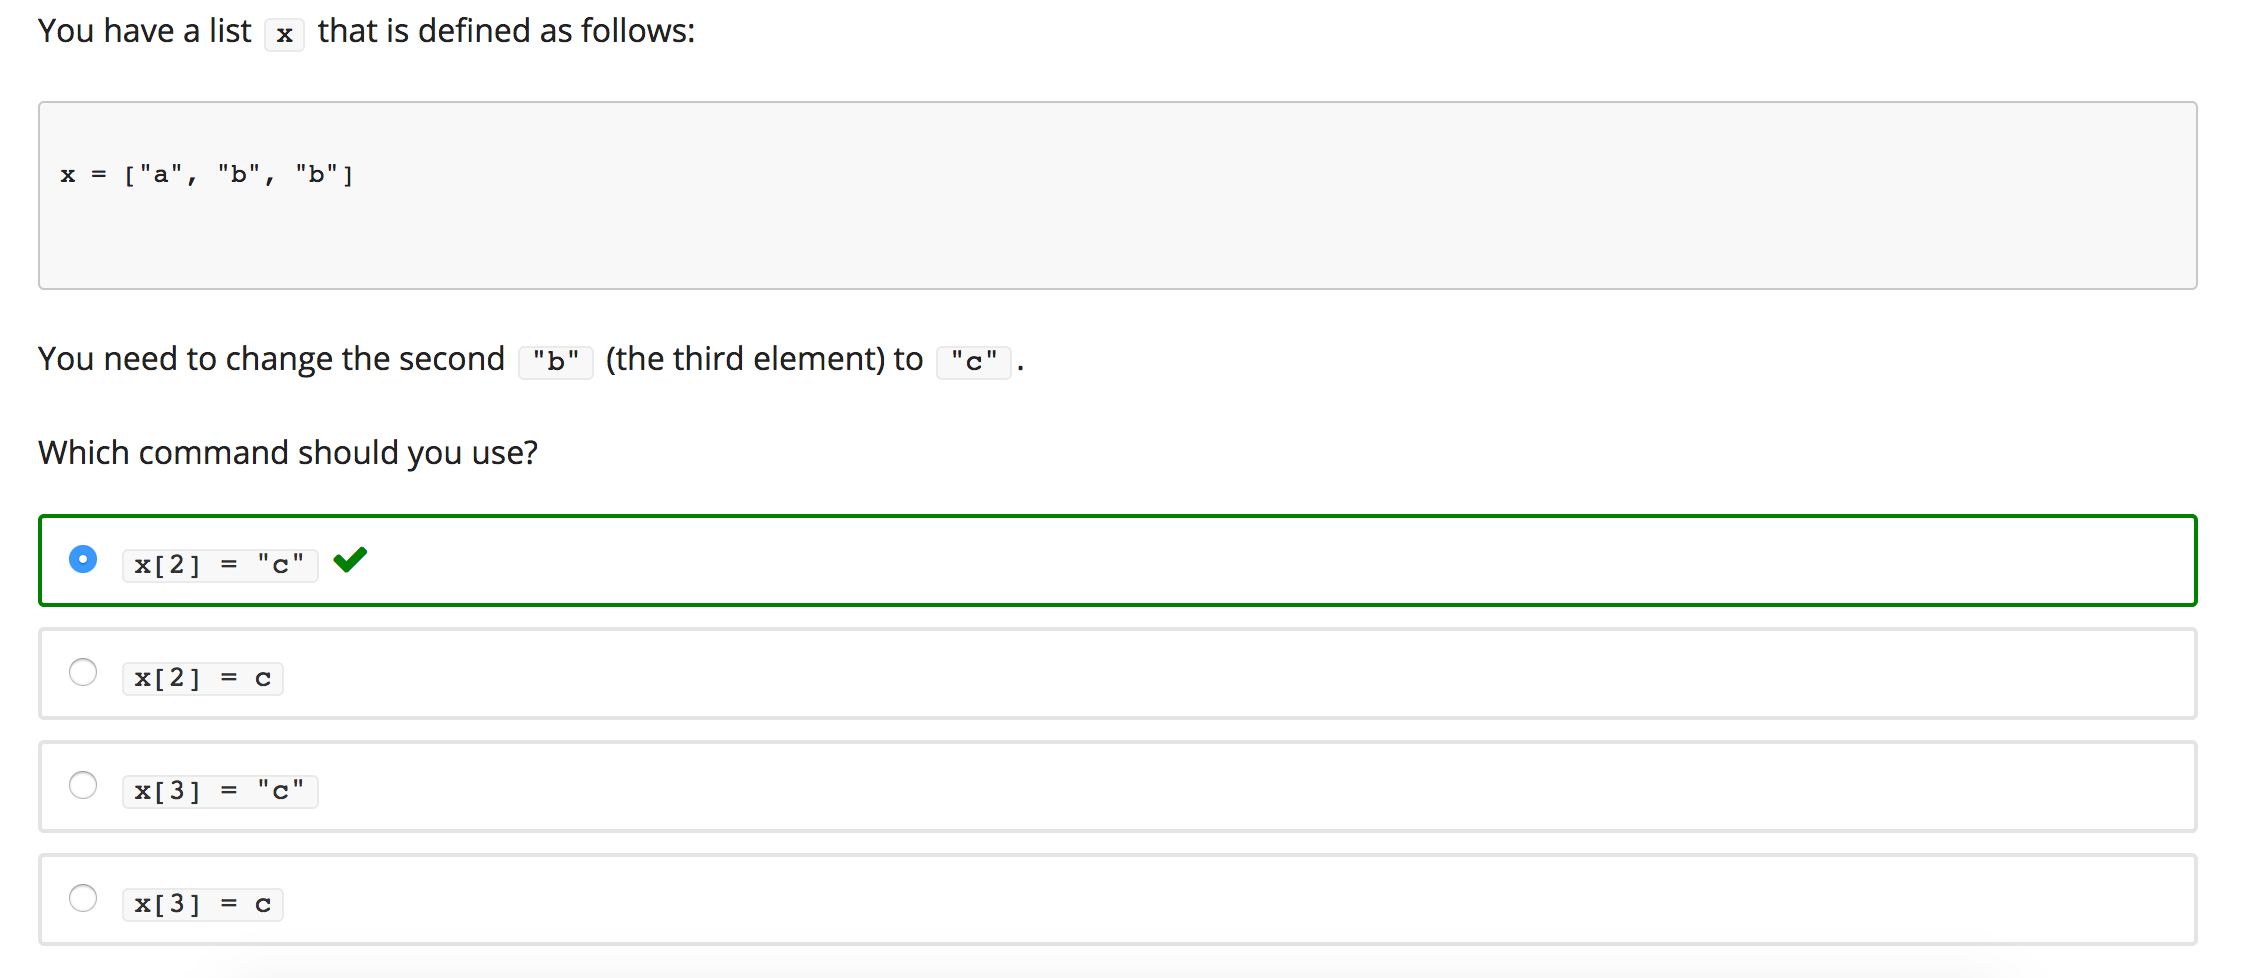 You have a list x that is defined as follows:
x = ["a", "b", "b"]
You need to change the second "b" (the third element) to "c".
Which command should you use?
x[2] = "c"
x[2] = c
x[3] = "c"
x[3] = c